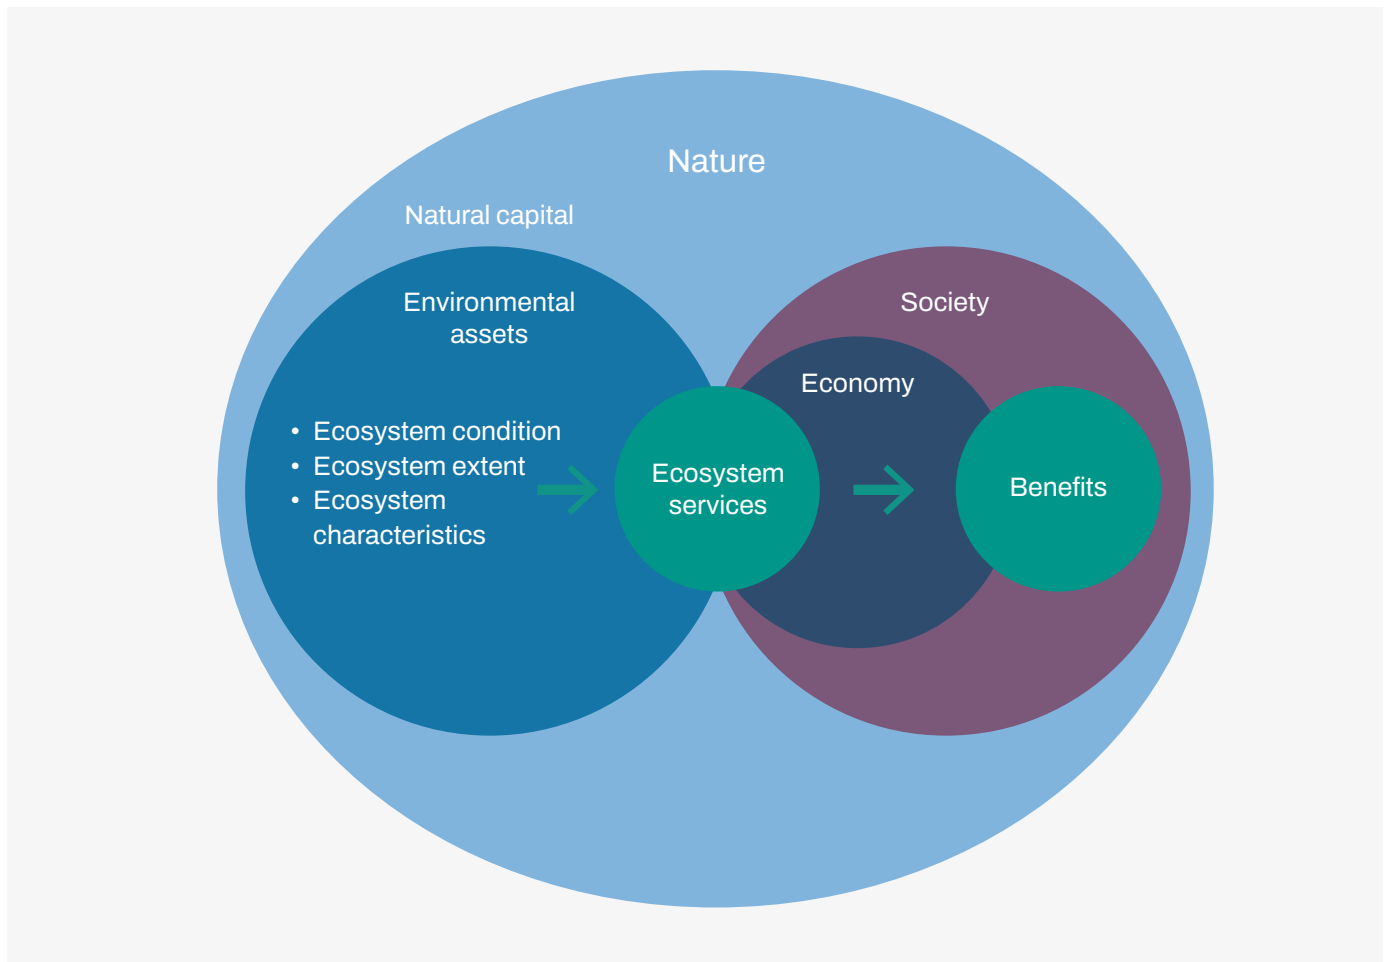 Nature
Natural capital
Environmental
assets
• Ecosystem condition
• Ecosystem extent
• Ecosystem
characteristics
Ecosystem
services
Society
Economy
Benefits